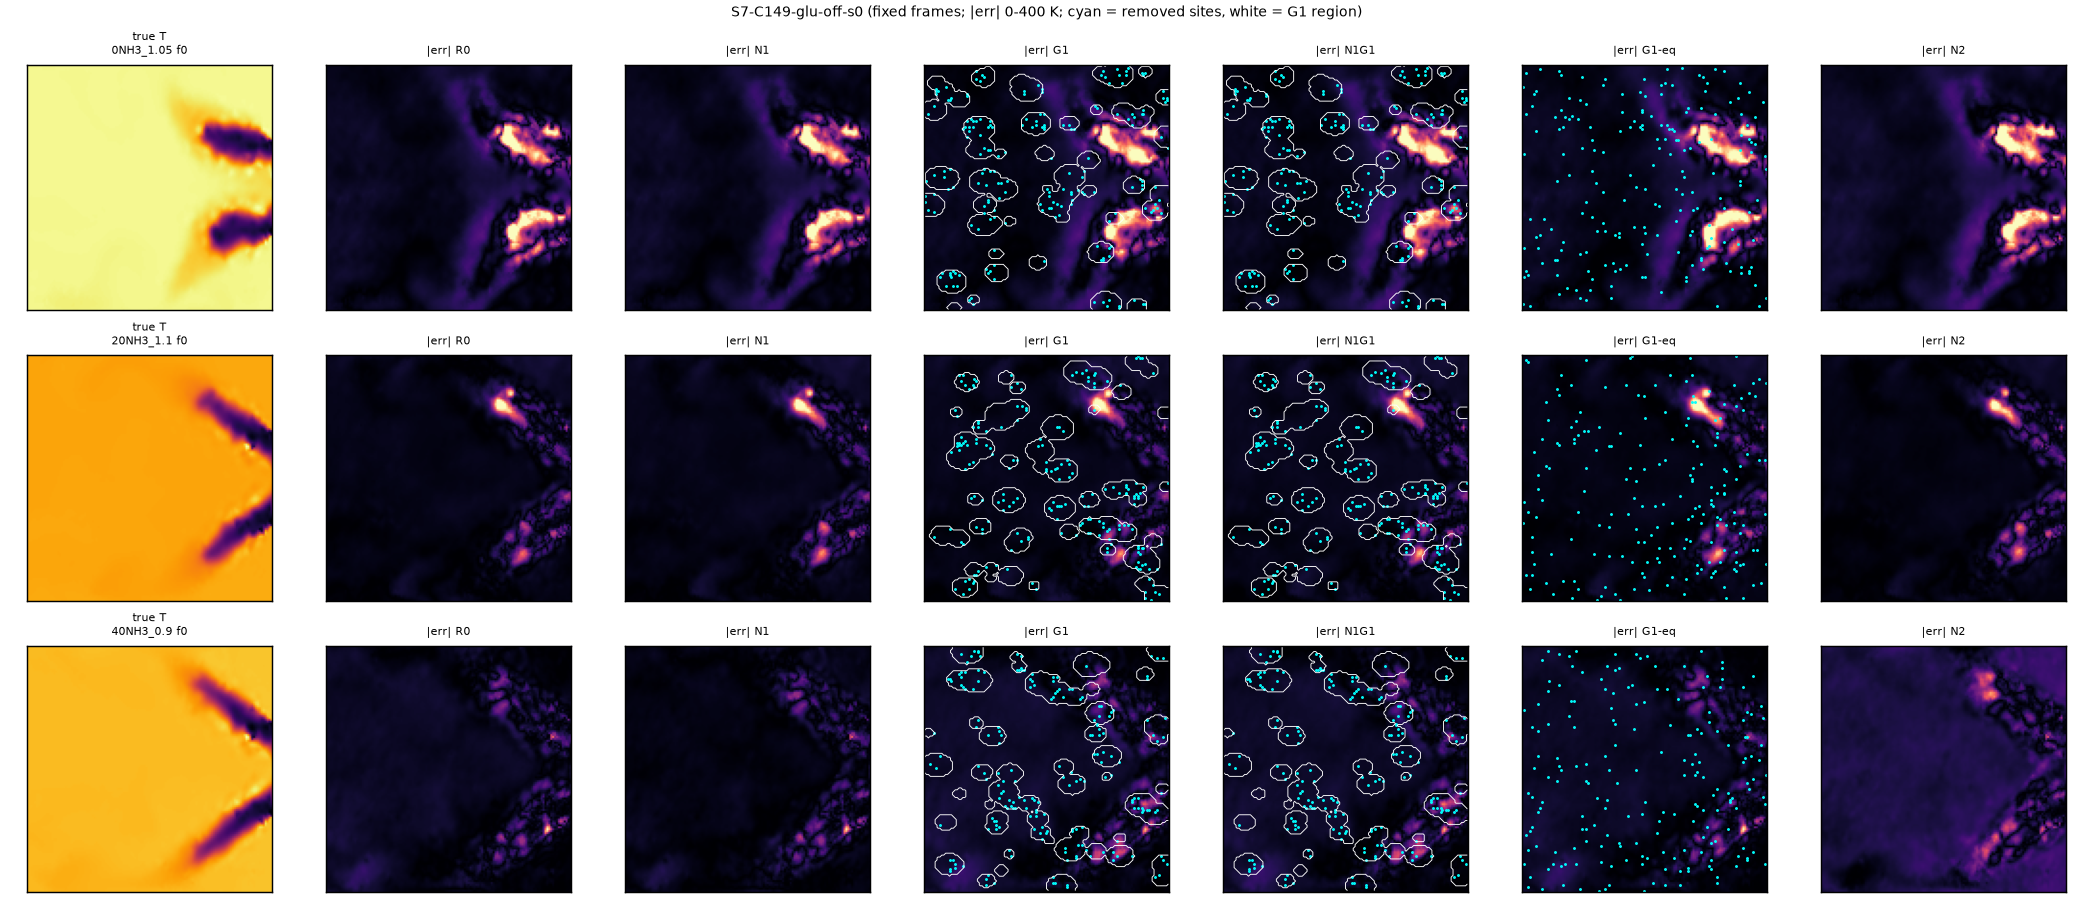 S7-C149-glu-off-s0 (fixed frames; |err| 0-400 K; cyan = removed sites, white = G1 region)
true T
0NH3_1.05 f0
|err| R0
|err| N1
|err| G1
|err| N1G1
|err| G1-eq
|err| N2
true T
20NH3_1.1 f0
|err| R0
|err| N1
|err| G1
|err| N1G1
|err| G1-eq
|err| N2
true T
40NH3_0.9 f0
|err| R0
|err| N1
|err| G1
|err| N1G1
|err| G1-eq
|err| N2